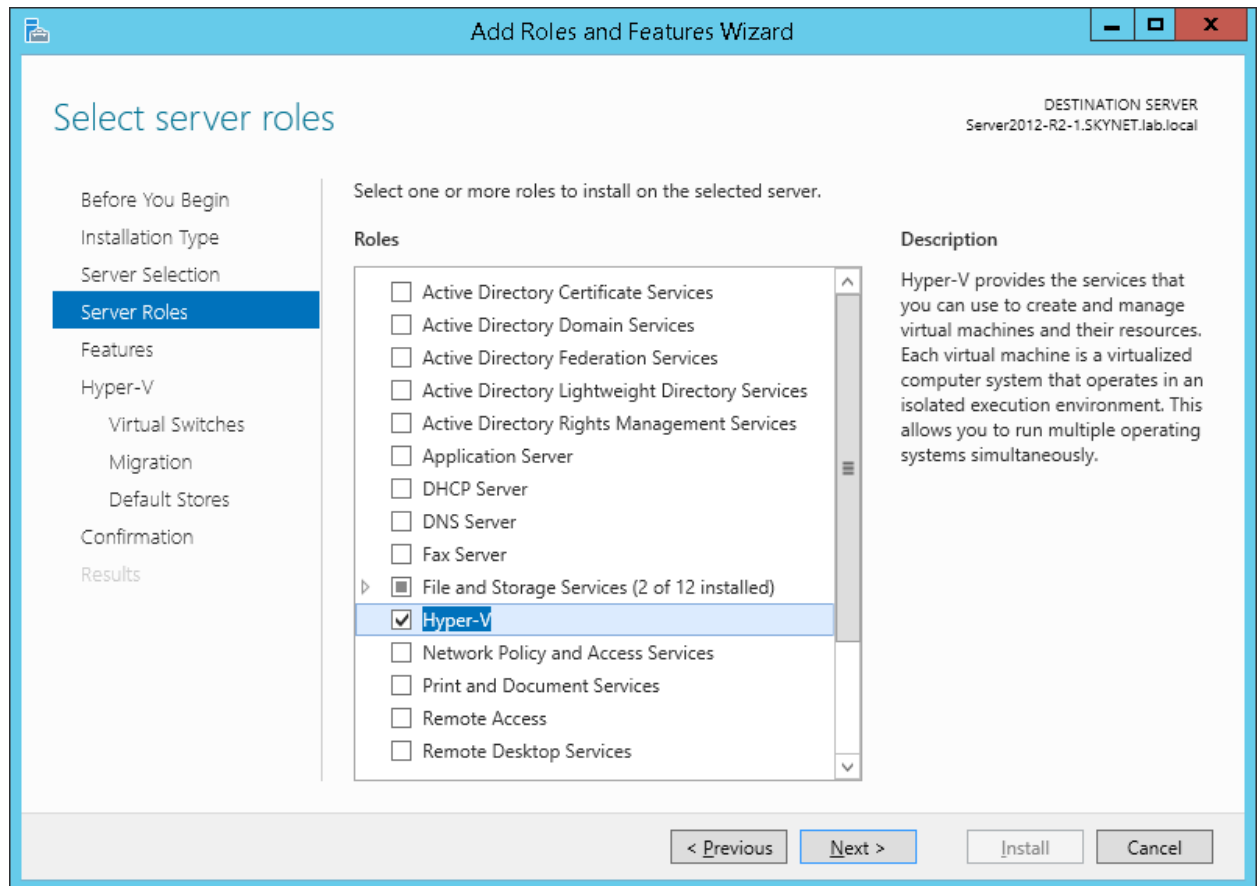 Add Roles and Features Wizard
x
Select server roles
DESTINATION SERVER
Server2012-R2-1.SKYNET.lab.local
Before You Begin
Installation Type
Server Selection
Server Roles
Features
Hyper-V
Virtual Switches
Migration
Default Stores
Confirmation
Results
Select one or more roles to install on the selected server.
Roles
Active Directory Certificate Services
Active Directory Domain Services
Active Directory Federation Services
Active Directory Lightweight Directory Services
Active Directory Rights Management Services
Application Server
DHCP Server
DNS Server
Fax Server
File and Storage Services (2 of 12 installed)
Hyper-V
Network Policy and Access Services
Print and Document Services
Remote Access
Remote Desktop Services
Description
Hyper-V provides the services that
you can use to create and manage
virtual machines and their resources.
Each virtual machine is a virtualized
computer system that operates in an
isolated execution environment. This
allows you to run multiple operating
systems simultaneously.
< Previous
Next >
Install
Cancel